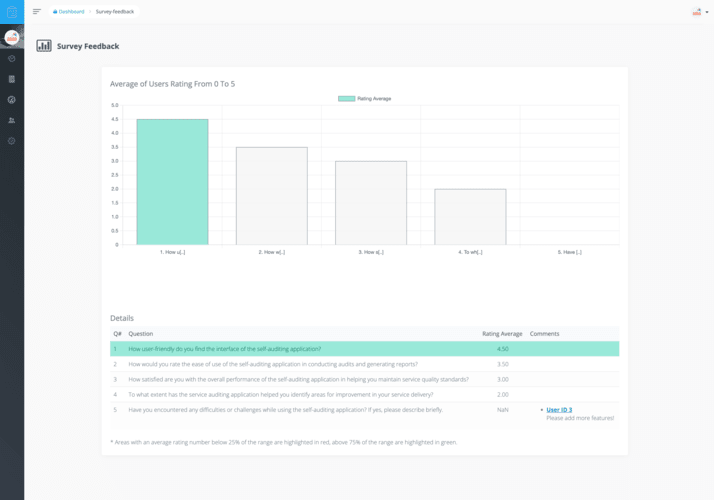 Dashboard > Survey-feedback
Survey Feedback
Average of Users Rating From 0 To 5
Rating Average
5.0
4.5
4.0
3.5
3.0
2.5
2.0
1.5
1.0
0.5
0
1. How u[..] 2. How w[..] 3. How s[..] 4. To wh[..] 5. Have [..]
Details
Q# Question Rating Average Comments
1 How user friendly do you find the interface of the self-auditing application? 4.50
2 How would you rate the ease of use of the self-auditing application in conducting audits and generating reports? 3.50
3 How satisfied are you with the overall performance of the self-auditing application in helping you maintain service quality standards? 3.00
4 To what extent has the service auditing application helped you identify areas for improvement in your service delivery? 2.00
5 Have you encountered any difficulties or challenges while using the self-auditing application? If yes, please describe briefly. NaN • User ID 3
Please add more features!
* Areas with an average rating number below 25% of the range are highlighted in red, above 75% of the range are highlighted in green.